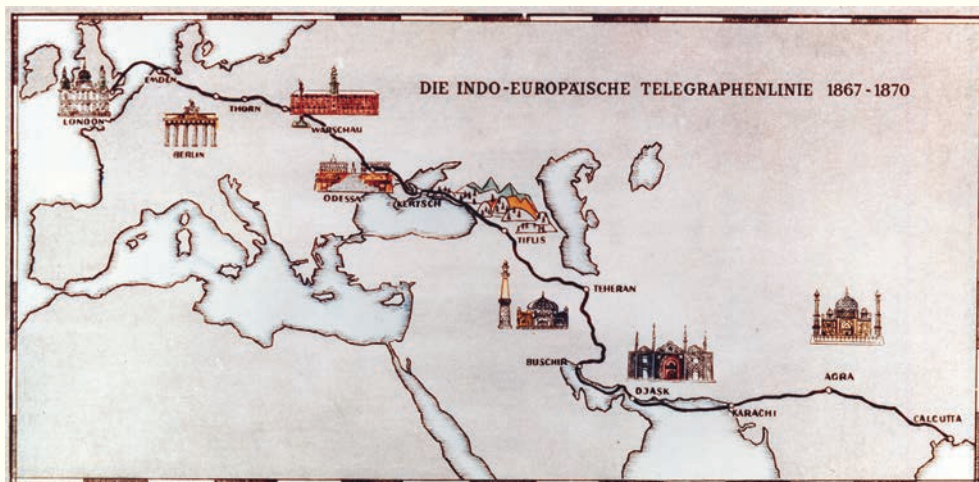 DIE INDO-EUROPÄISCHE TELEGRAPHENLINIE 1867-1870
LONDON
EMDEN
BERLIN
THORN
WARSCHAU
ODESSA
KERTSCH
TIFLIS
TEHERAN
BUSCHIR
DJASK
KARACHI
AGRA
CALCUTTA